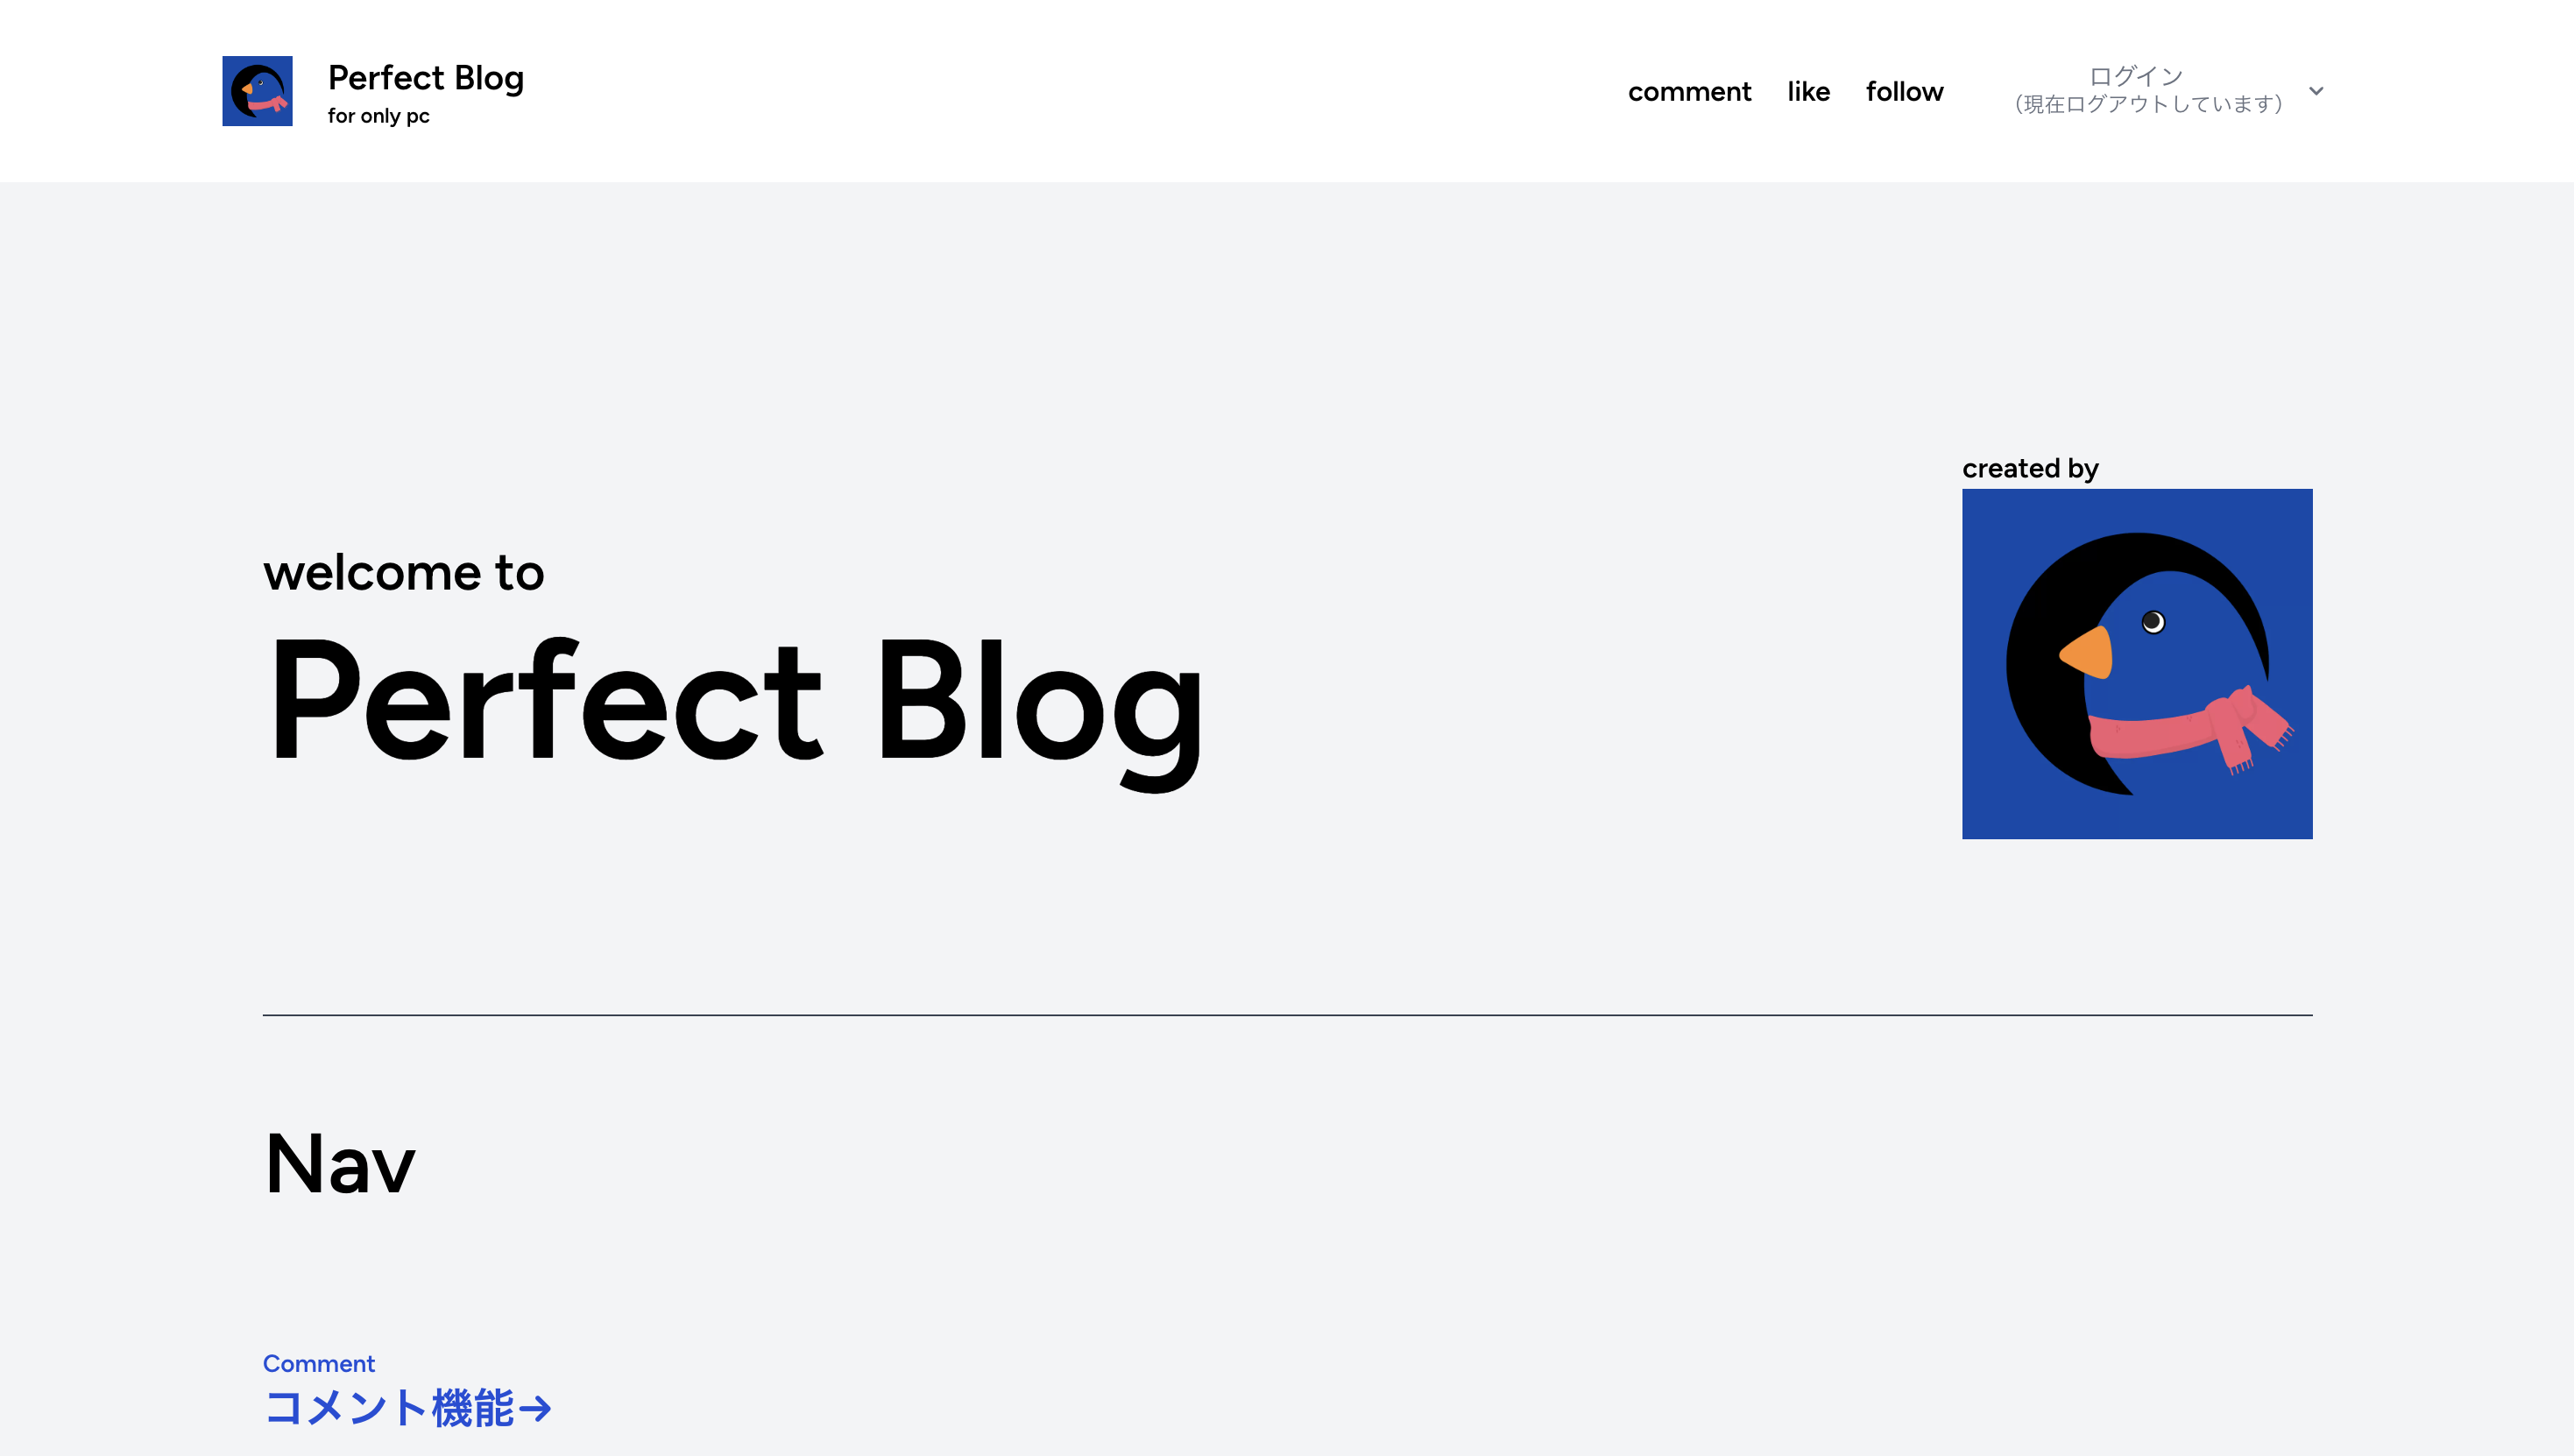 Perfect Blog
for only pc
comment like follow
ログイン
(現在ログアウトしています)
created by
welcome to
Perfect Blog
Nav
Comment
コメント機能→